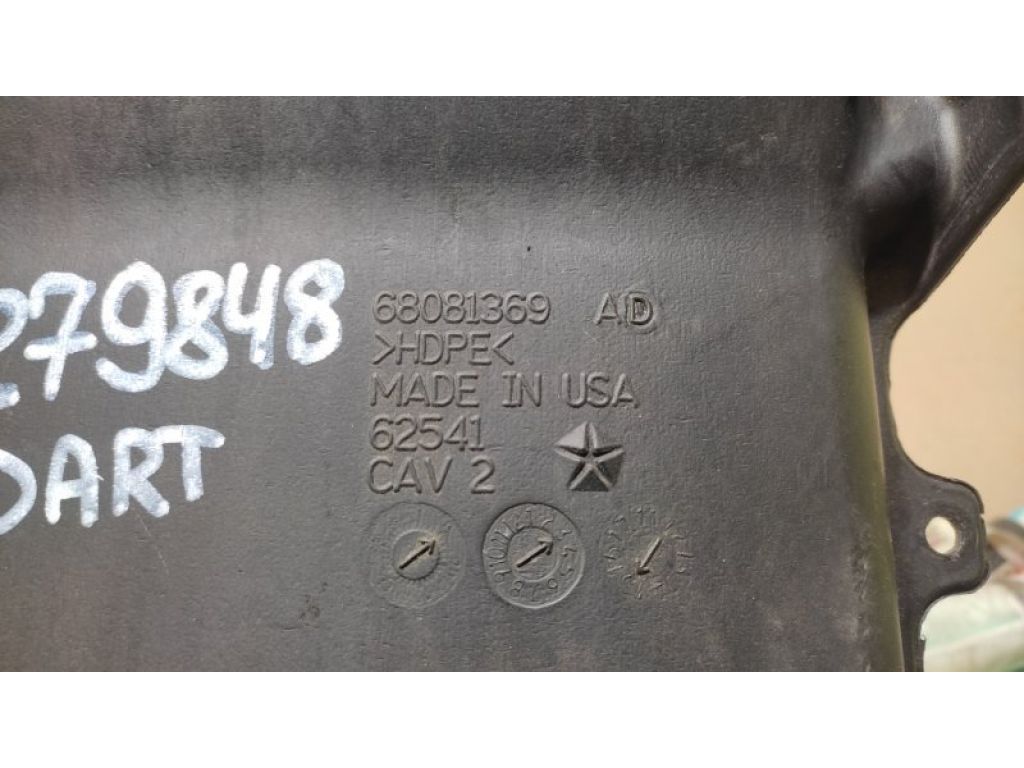 279848
DART
68081369 AD
>HDPE<
MADE IN USA
62541
CAV 2